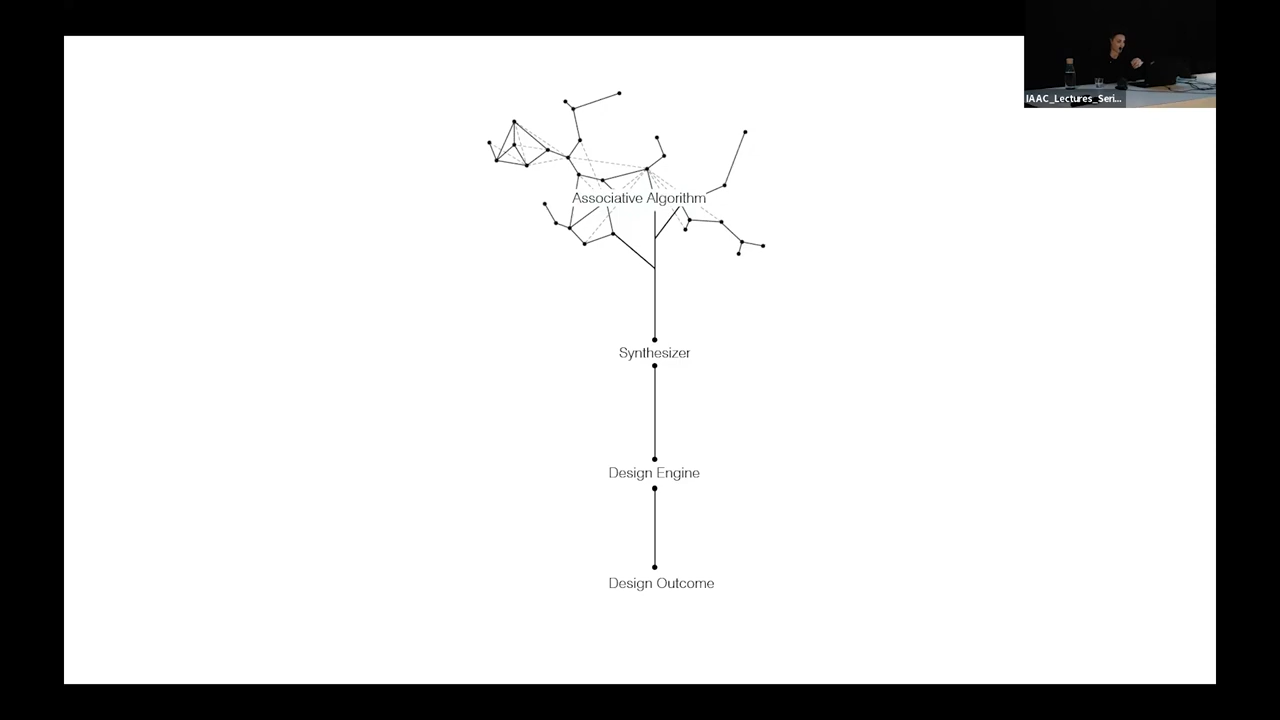 IAAC_Lectures_Seri...
Associative Algorithm
Synthesizer
Design Engine
Design Outcome